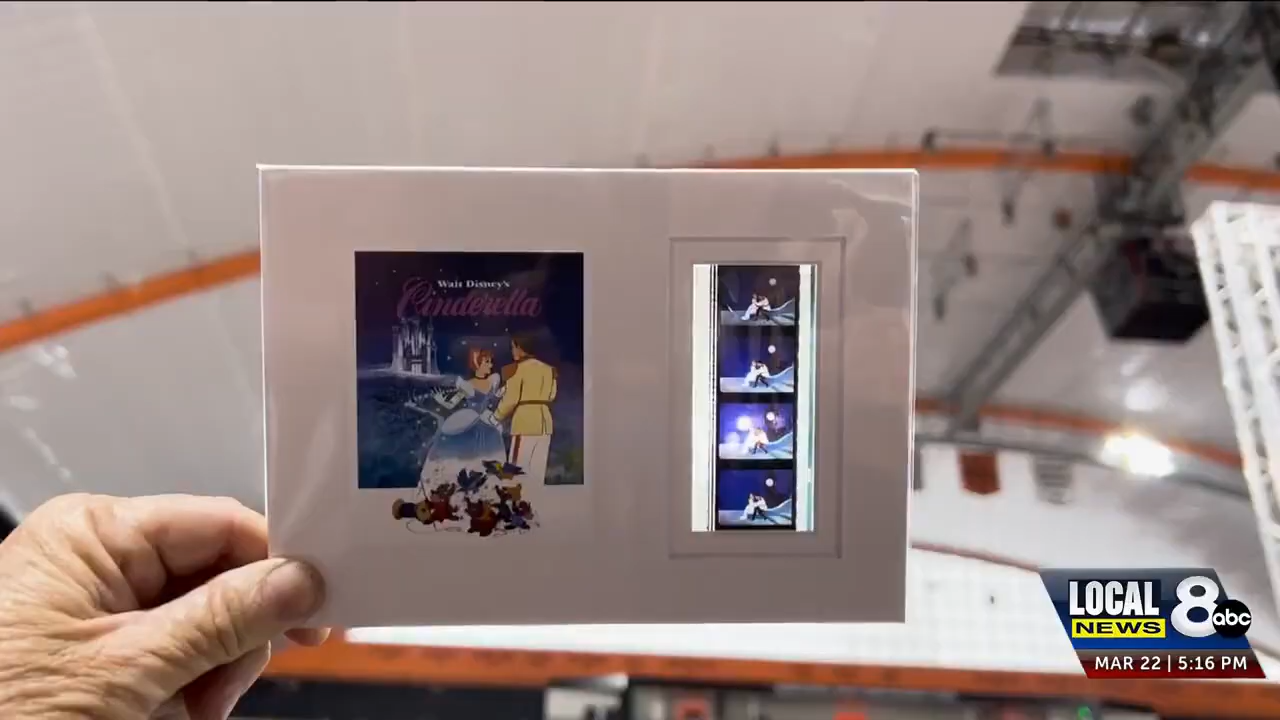 Walt Disney's
Cinderella
LOCAL
NEWS
8
abc
MAR 22 | 5:16 PM